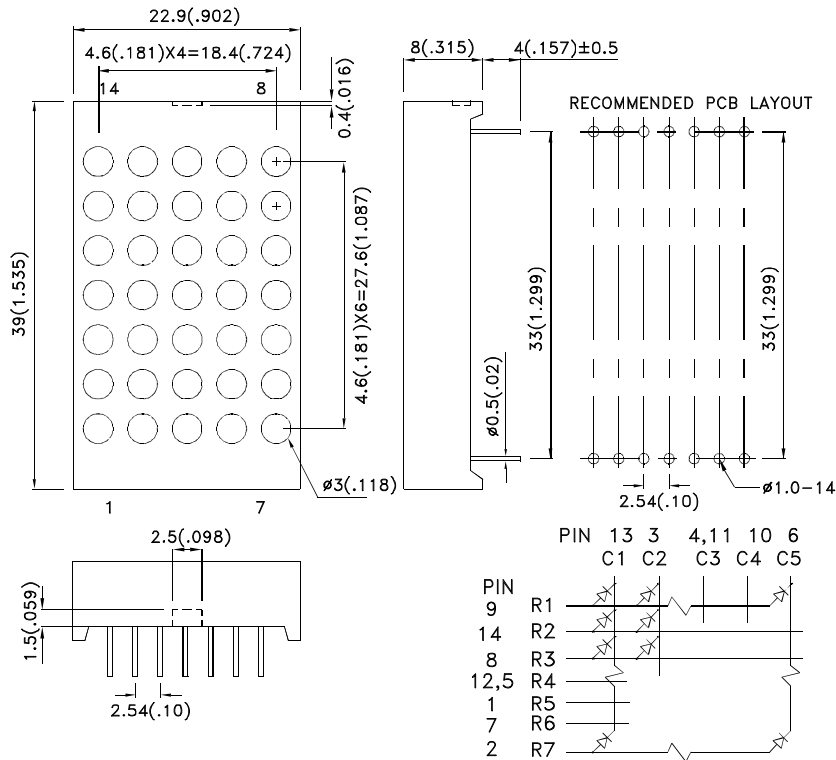 22.9(.902)
4.6(.181)X4=18.4(.724)
14
8
0.4(.016)
8(.315)
4(.157)±0.5
RECOMMENDED PCB LAYOUT
39(1.535)
4.6(.181)X6=27.6(1.087)
33(1.299)
33(1.299)
ø0.5(.02)
ø3(.118)
1
7
2.54(.10)
ø1.0-14
2.5(.098)
1.5(.059)
2.54(.10)
PIN 13 3 4,11 10 6
C1 C2 C3 C4 C5
PIN
9 R1
14 R2
8 R3
12,5 R4
1 R5
7 R6
2 R7